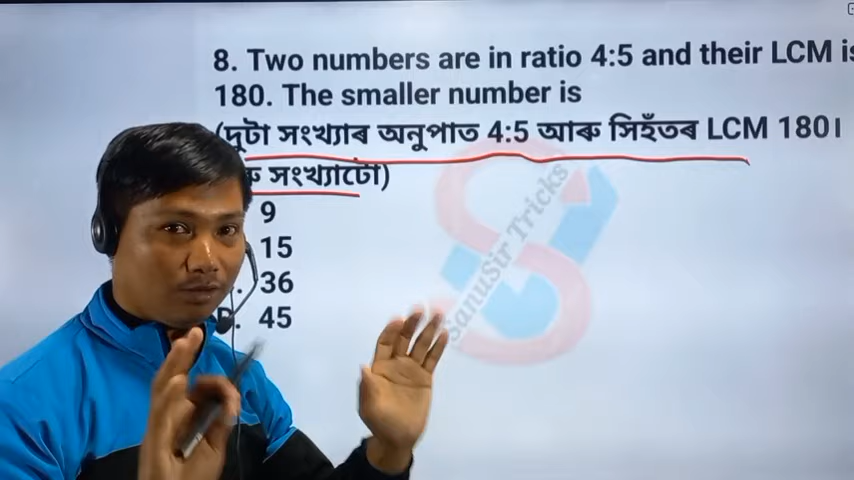 8. Two numbers are in ratio 4:5 and their LCM is
180. The smaller number is
(দুটা সংখ্যাৰ অনুপাত 4:5 আৰু সিহঁতৰ LCM 180।
সংখ্যাটো)
9
15
36
45
SanuSir Tricks